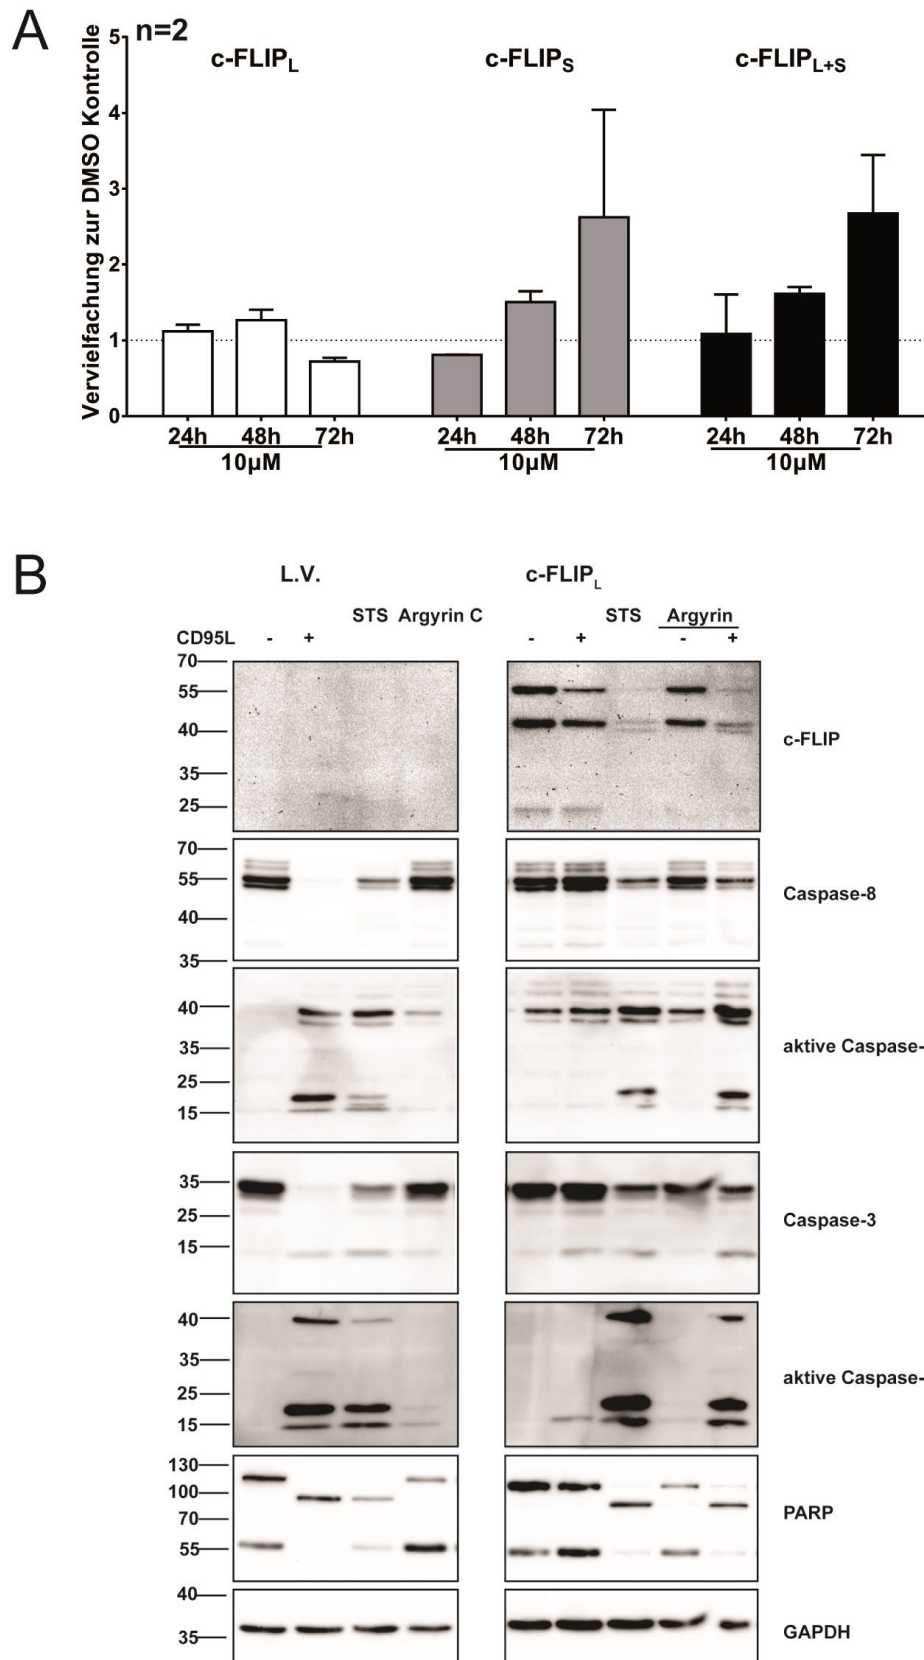 A
n=2
Vervielfachung zur DMSO Kontrolle
5
4
3
2
1
0
c-FLIPL
c-FLIPS
c-FLIPL+S
24h 48h 72h
10µM
24h 48h 72h
10µM
24h 48h 72h
10µM
B
L.V.
c-FLIPL
STS Argyrin C
STS Argyrin
CD95L - +
- + - +
70
55
40
35
25
c-FLIP
70
55
40
35
Caspase-8
40
35
25
15
aktive Caspase-
35
25
15
Caspase-3
40
35
25
15
aktive Caspase-
130
100
70
55
PARP
40
35
GAPDH